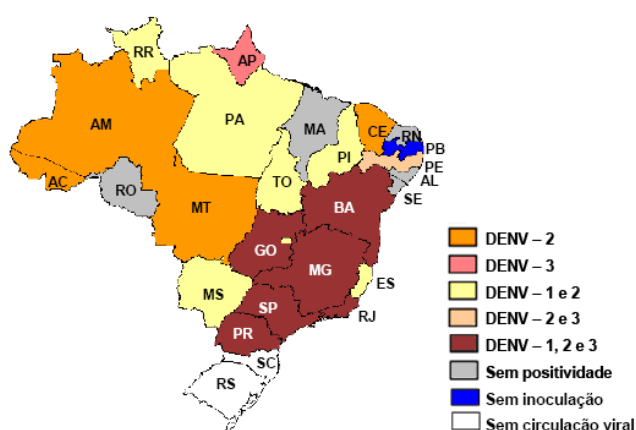 RR
AP
AM
PA
MA
CE
RN
PB
PI
PE
AL
SE
AC
RO
TO
MT
BA
GO
MG
MS
ES
SP
RJ
PR
SC
RS
DENV – 2
DENV – 3
DENV – 1 e 2
DENV – 2 e 3
DENV – 1, 2 e 3
Sem positividade
Sem inoculação
Sem circulação viral